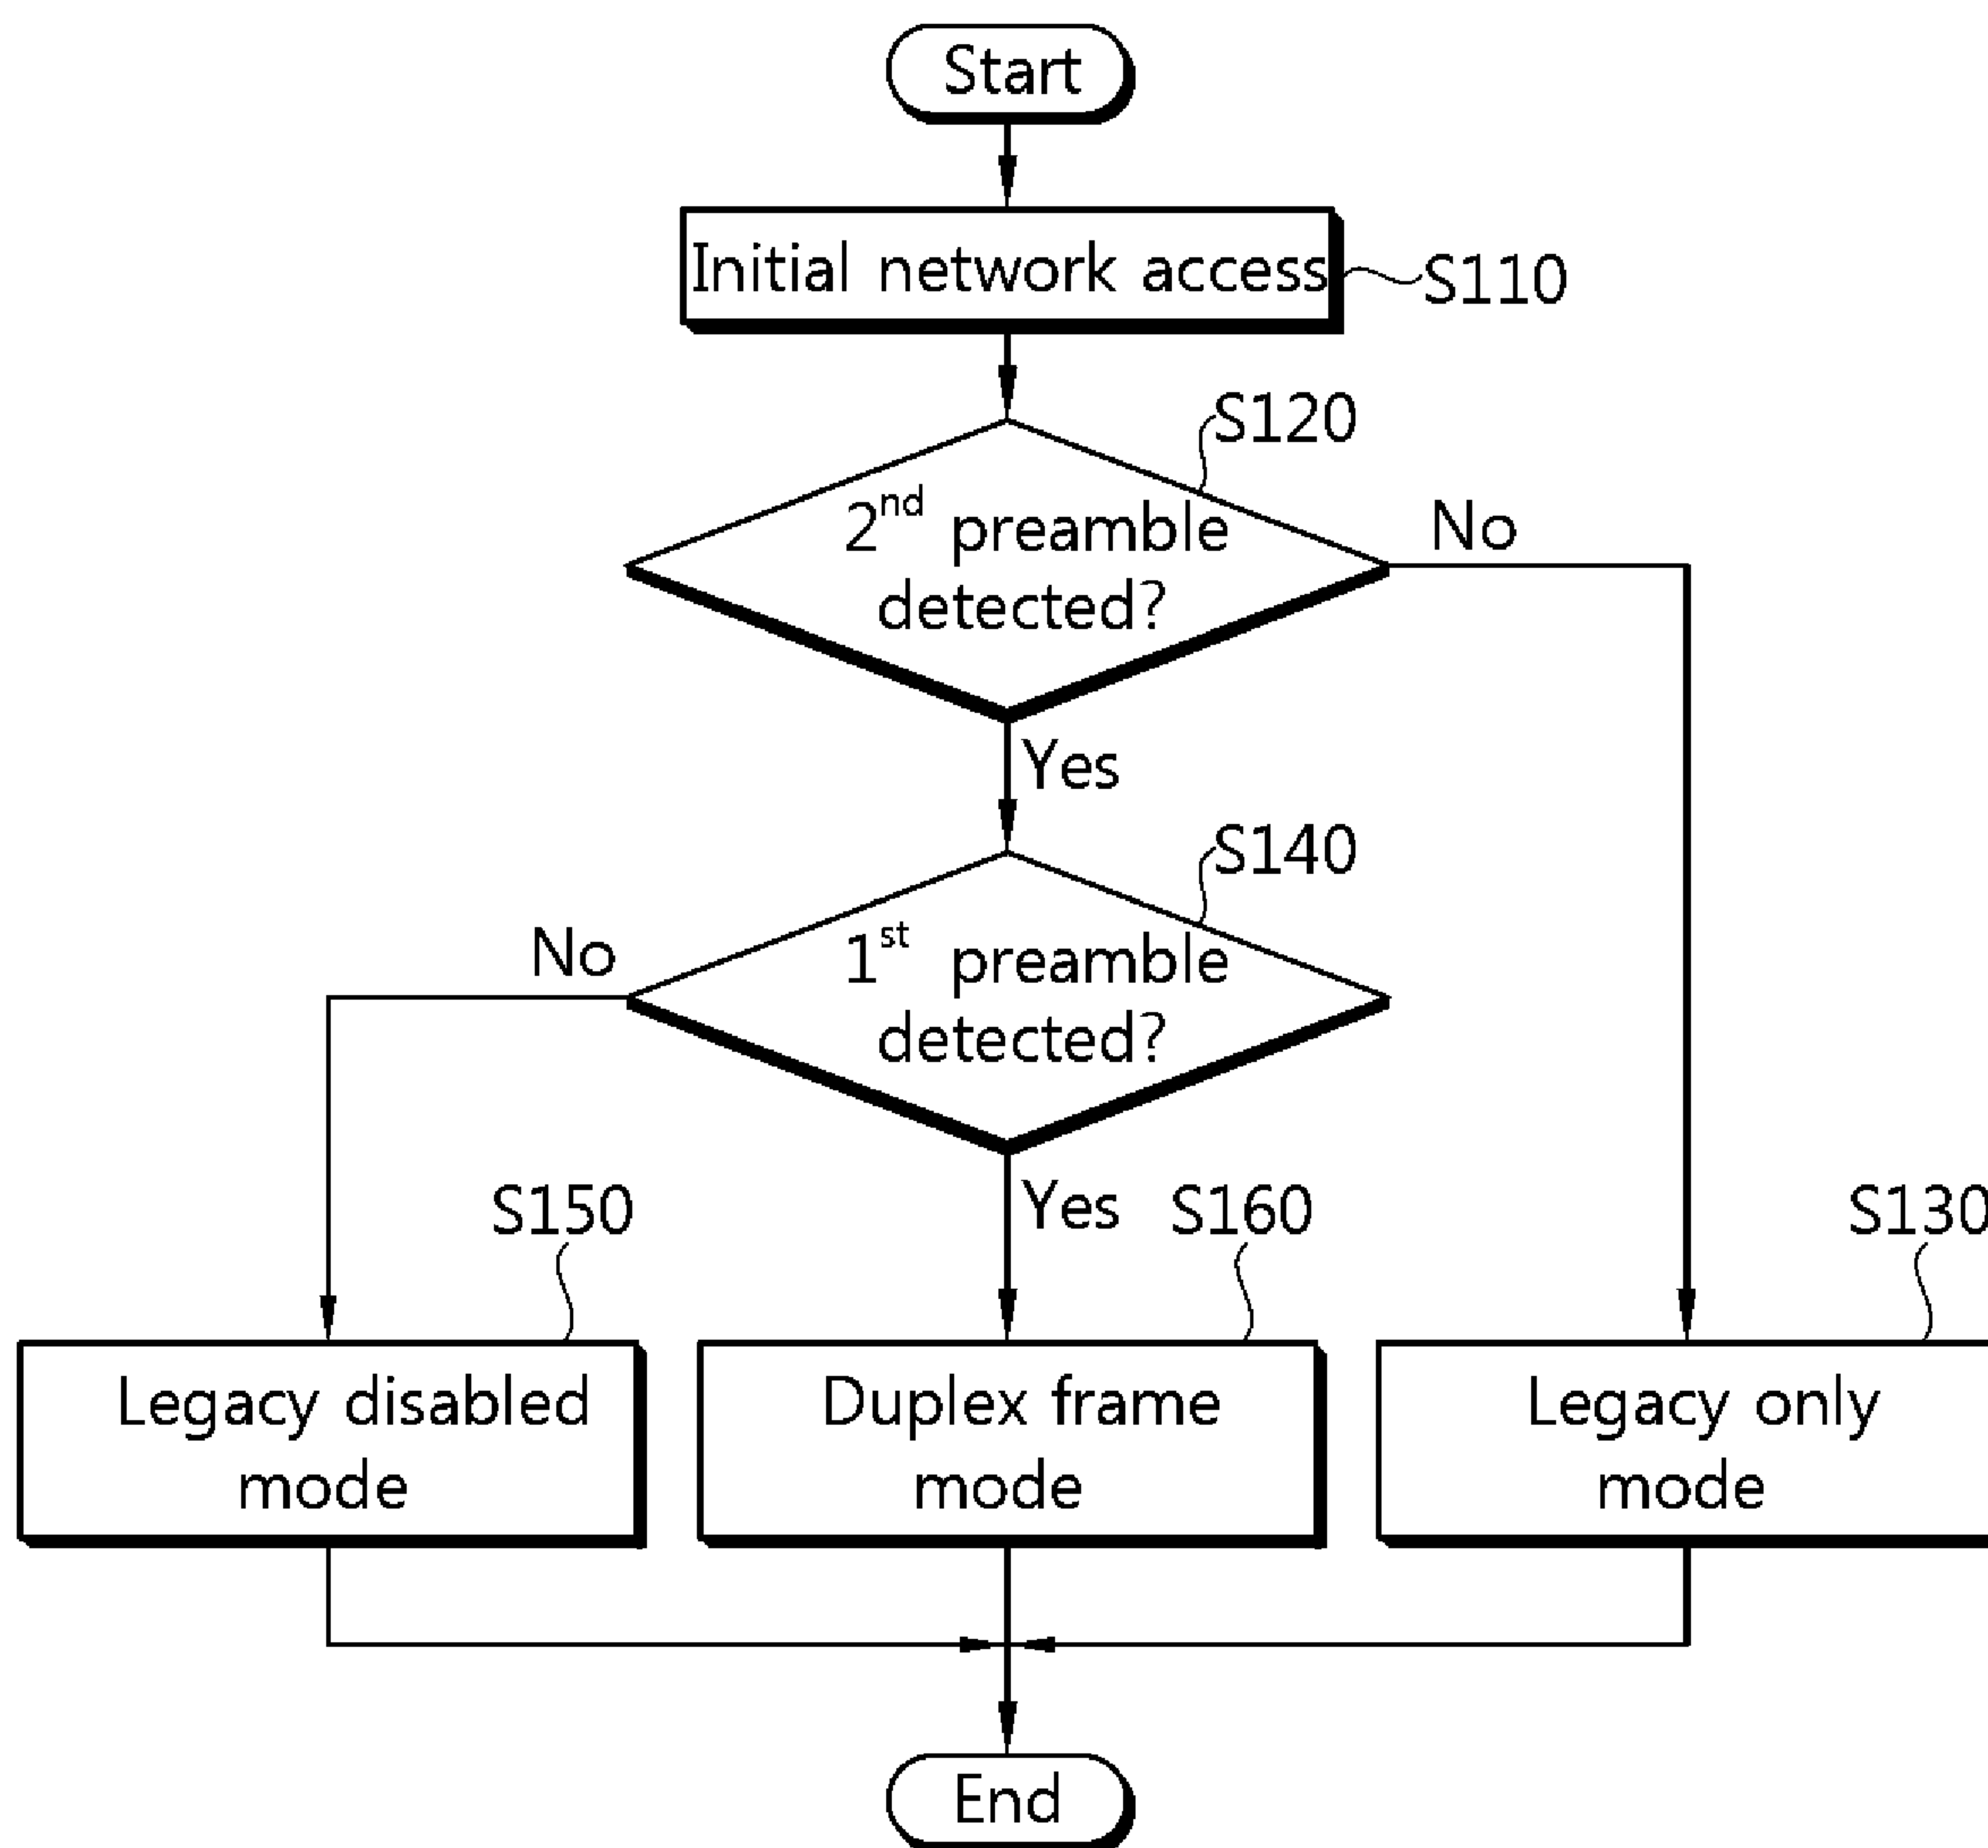 Start
Initial network access
S110
S120
2nd preamble
detected?
No
Yes
S140
1st preamble
detected?
No
Yes
S150
S160
S130
Legacy disabled
mode
Duplex frame
mode
Legacy only
mode
End